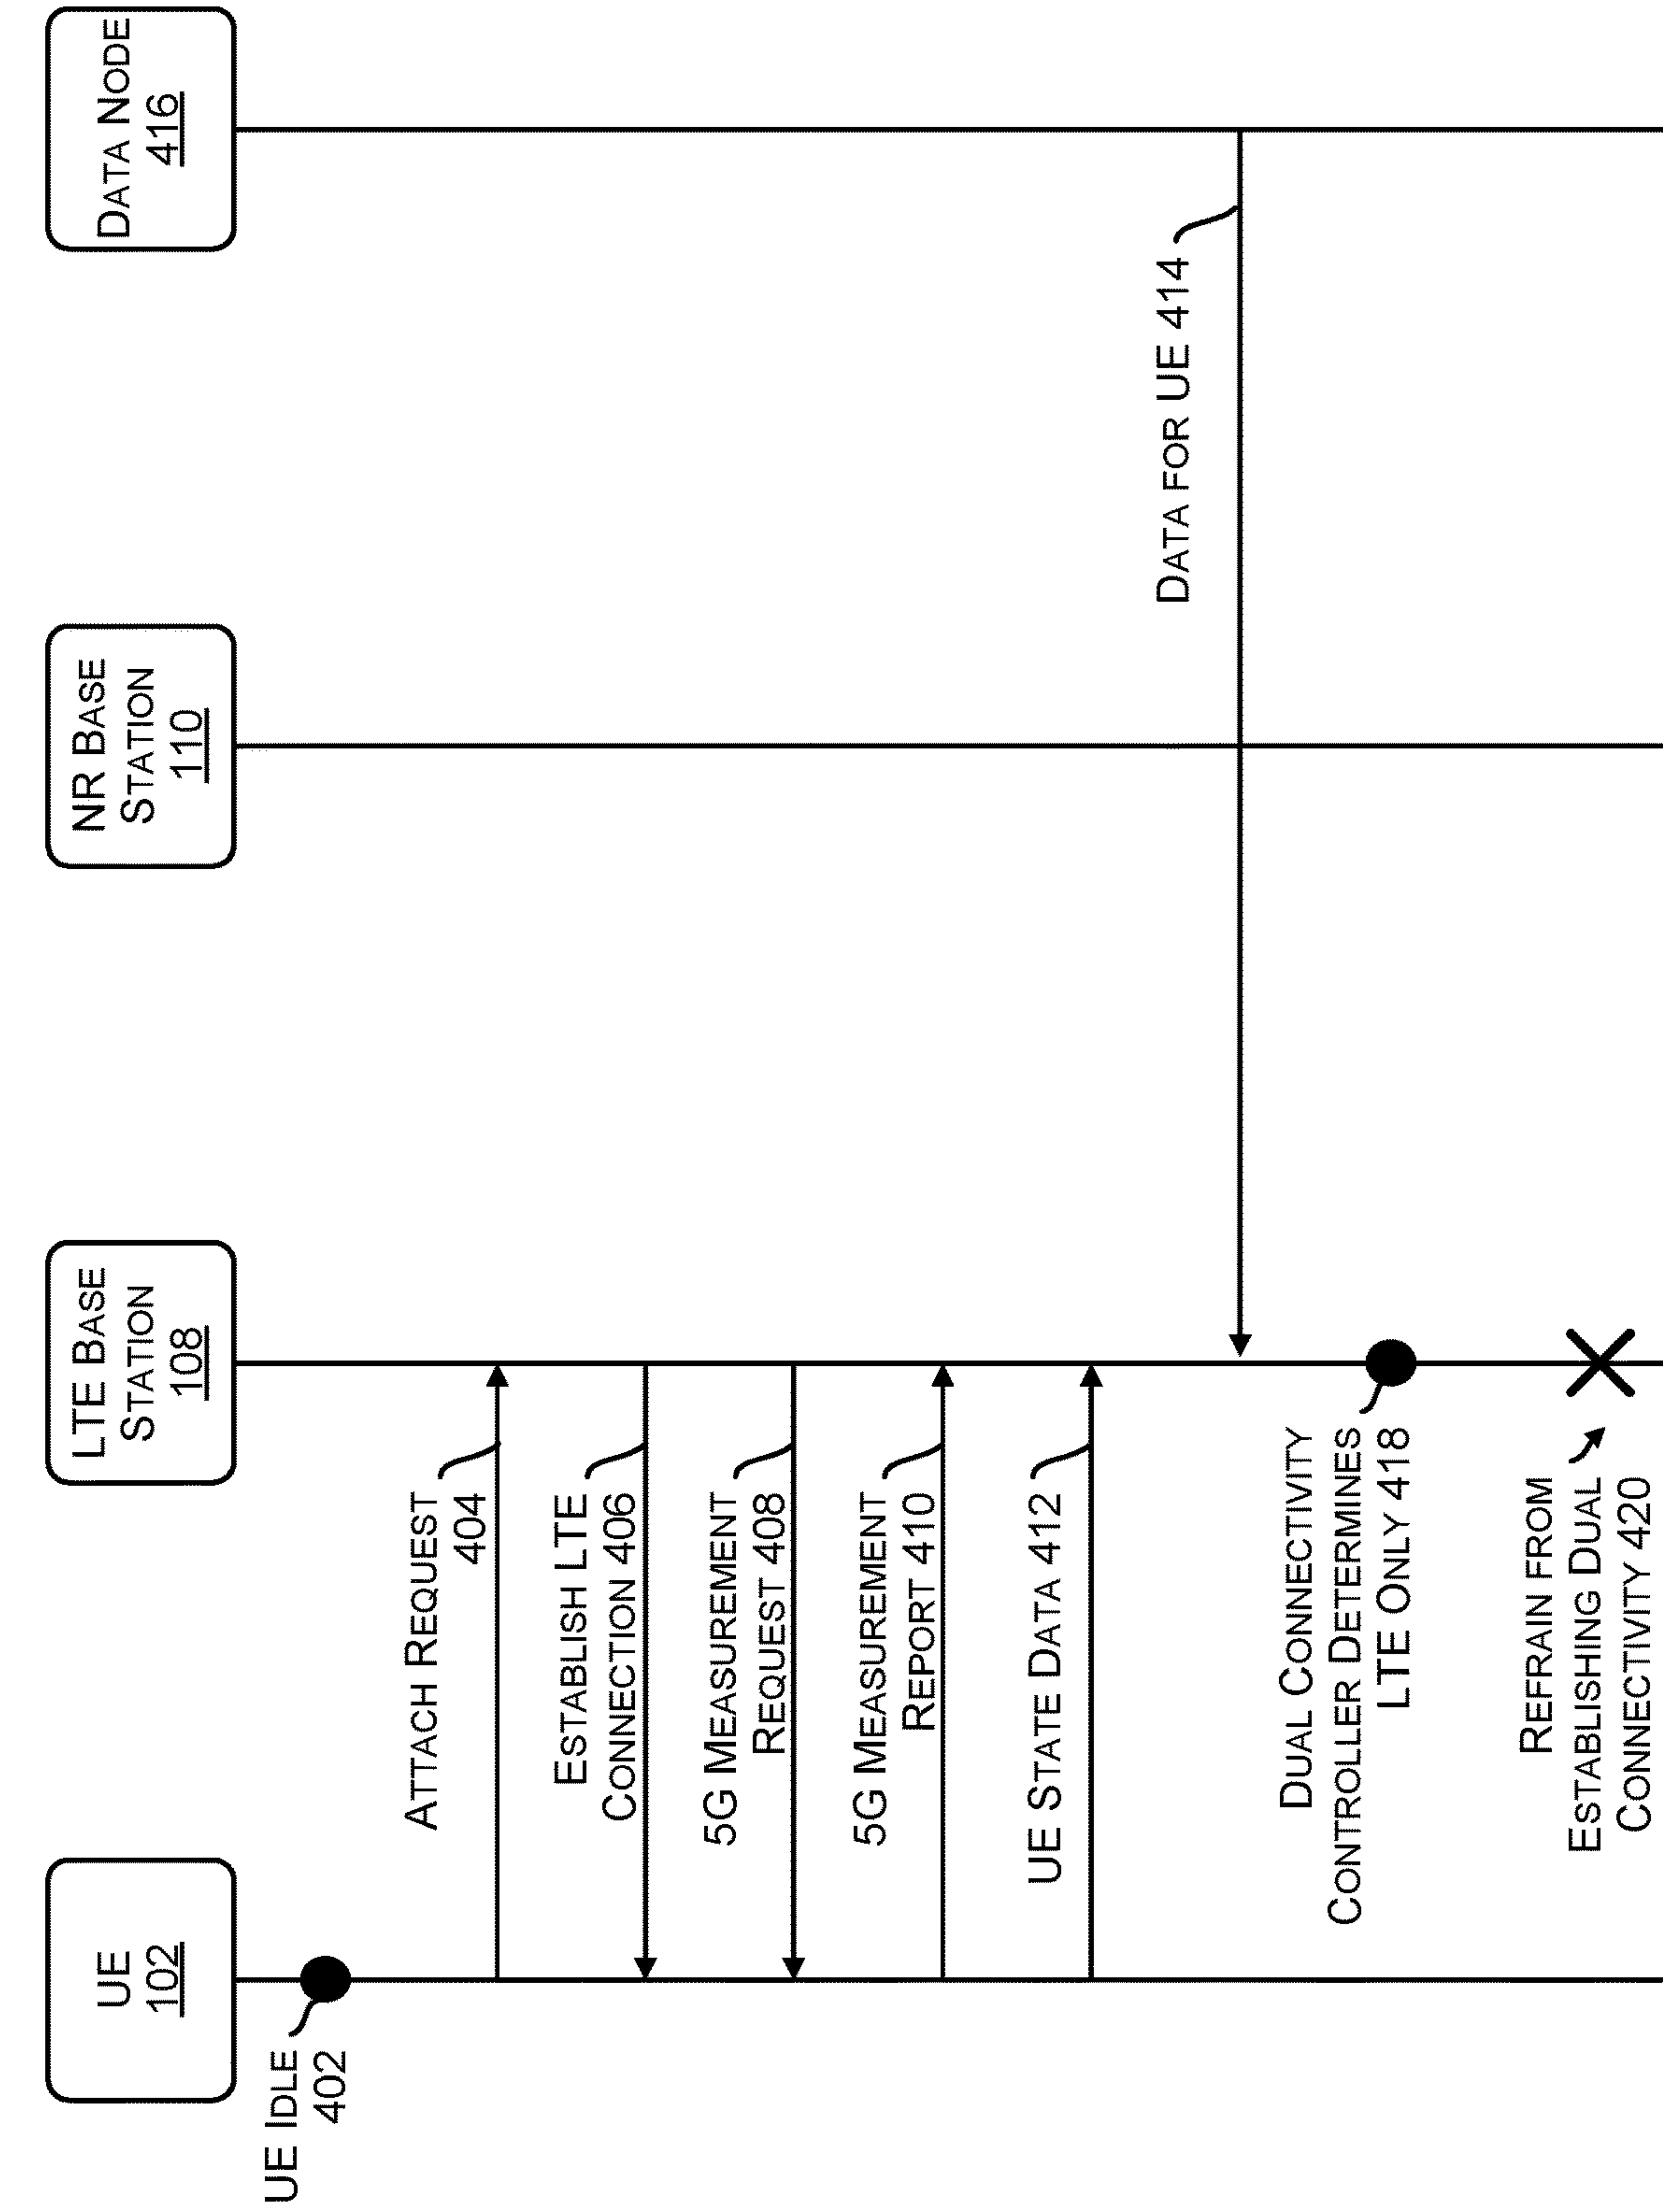 UE
102
LTE BASE
STATION
108
NR BASE
STATION
110
DATA NODE
416
UE IDLE
402
ATTACH REQUEST
404
ESTABLISH LTE
CONNECTION 406
5G MEASUREMENT
REQUEST 408
5G MEASUREMENT
REPORT 410
UE STATE DATA 412
DATA FOR UE 414
DUAL CONNECTIVITY
CONTROLLER DETERMINES
LTE ONLY 418
REFRAIN FROM
ESTABLISHING DUAL
CONNECTIVITY 420